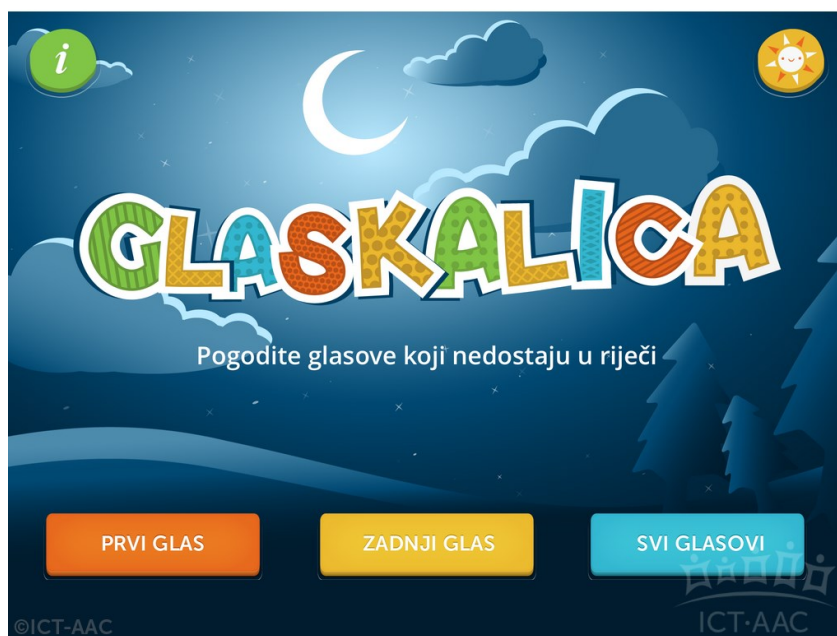 i
GLASKALICA
Pogodite glasove koji nedostaju u riječi
PRVI GLAS
ZADNJI GLAS
SVI GLASOVI
©ICT-AAC
ICT·AAC